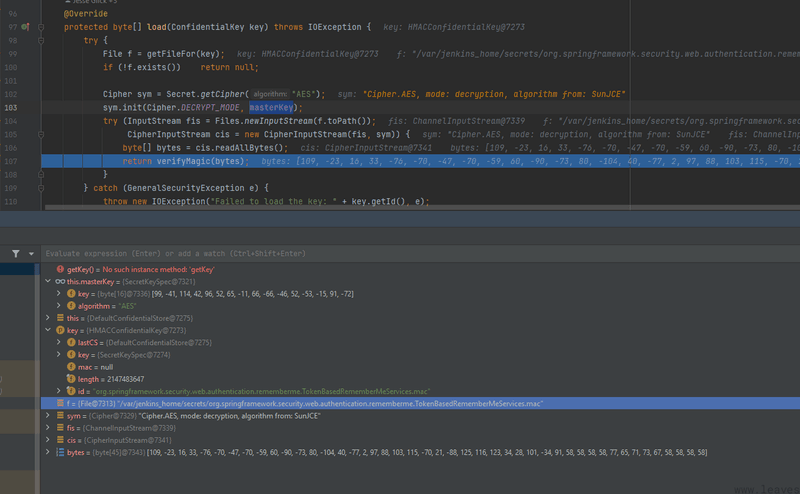 Jesse Glick +3
96 @Override
97 protected byte[] load(ConfidentialKey key) throws IOException { key: HMACConfidentialKey@7273
98 try {
99 File f = getFileFor(key); key: HMACConfidentialKey@7273 f: "/var/jenkins_home/secrets/org.springframework.security.web.authentication.reme
100 if (!f.exists()) return null;
101
102 Cipher sym = Secret.getCipher( algorithm: "AES"); sym: "Cipher.AES, mode: decryption, algorithm from: SunJCE"
103 sym.init(Cipher.DECRYPT_MODE, masterKey);
104 try (InputStream fis = Files.newInputStream(f.toPath()); fis: ChannelInputStream@7339 f: "/var/jenkins_home/secrets/org.springfra
105 CipherInputStream cis = new CipherInputStream(fis, sym)) { sym: "Cipher.AES, mode: decryption, algorithm from: SunJCE" fis: ChannelInp
106 byte[] bytes = cis.readAllBytes(); cis: CipherInputStream@7341 bytes: [109, -23, 16, 33, -76, -70, -47, -70, -59, 60, -90, -73, 80, -10
107 return verifyMagic(bytes); bytes: [109, -23, 16, 33, -76, -70, -47, -70, -59, 60, -90, -73, 80, -104, 40, -77, 2, 97, 88, 103, 115, -70, 2
108 }
109 } catch (GeneralSecurityException e) {
110 throw new IOException("Failed to load the key: " + key.getId(), e);
Evaluate expression (Enter) or add a watch (Ctrl+Shift+Enter)
getKey() = No such instance method: 'getKey'
this.masterKey = {SecretKeySpec@7321}
key = {byte[16]@7336} [99, -41, 114, 42, 96, 52, 65, -11, 66, -66, -46, 52, -53, -15, 91, -72]
algorithm = "AES"
this = {DefaultConfidentialStore@7275}
key = {HMACConfidentialKey@7273}
lastCS = {DefaultConfidentialStore@7275}
key = {SecretKeySpec@7274}
mac = null
length = 2147483647
id = "org.springframework.security.web.authentication.rememberme.TokenBasedRememberMeServices.mac"
f = {File@7313} "/var/jenkins_home/secrets/org.springframework.security.web.authentication.rememberme.TokenBasedRememberMeServices.mac"
sym = {Cipher@7329} "Cipher.AES, mode: decryption, algorithm from: SunJCE"
fis = {ChannelInputStream@7339}
cis = {CipherInputStream@7341}
bytes = {byte[45]@7343} [109, -23, 16, 33, -76, -70, -47, -70, -59, 60, -90, -73, 80, -104, 40, -77, 2, 97, 88, 103, 115, -70, 21, -88, 125, 116, 123, 34, 28, 101, -34, 91, 58, 58, 58, 58, 77, 65, 71, 73, 67, 58, 58, 58, 58]